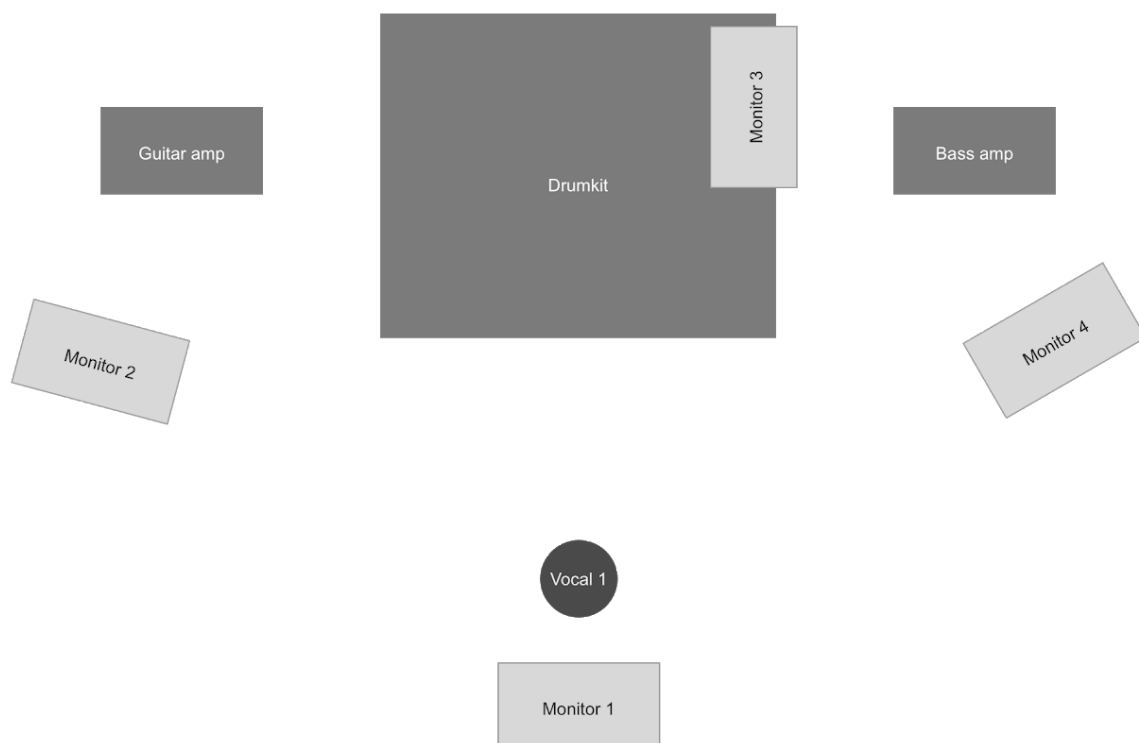 Monitor 3
Guitar amp
Bass amp
Drumkit
Monitor 2
Monitor 4
Vocal 1
Monitor 1